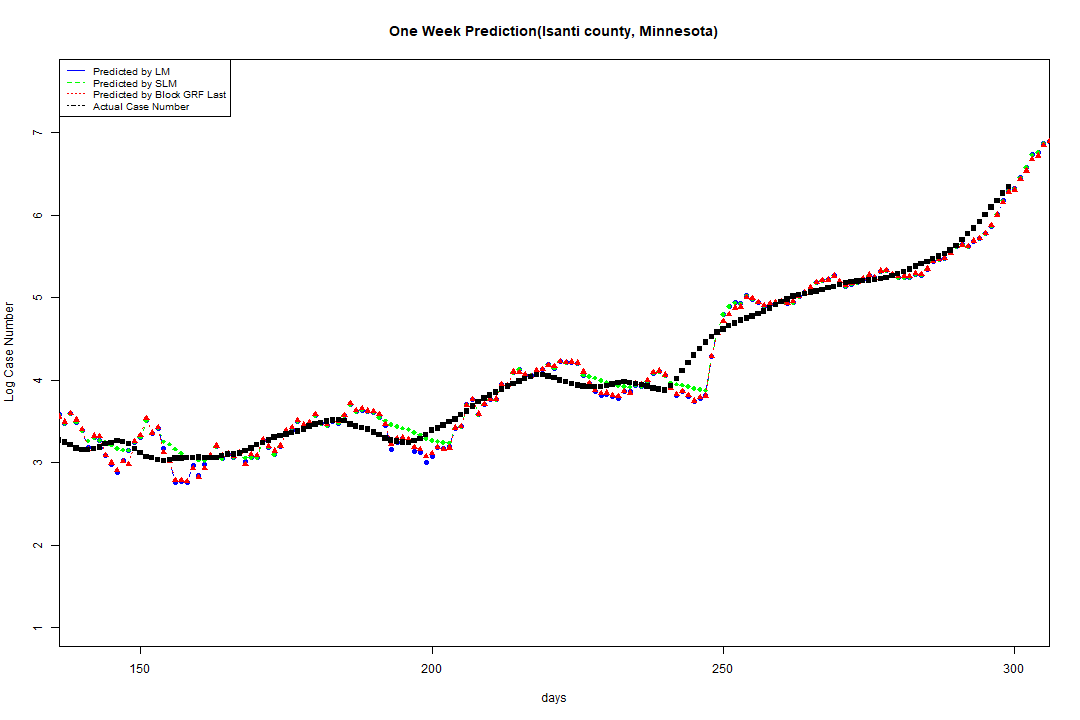 One Week Prediction(Isanti county, Minnesota)
Predicted by LM
Predicted by SLM
Predicted by Block GRF Last
Actual Case Number
7
6
5
4
3
2
1
Log Case Number
150 200 250 300
days